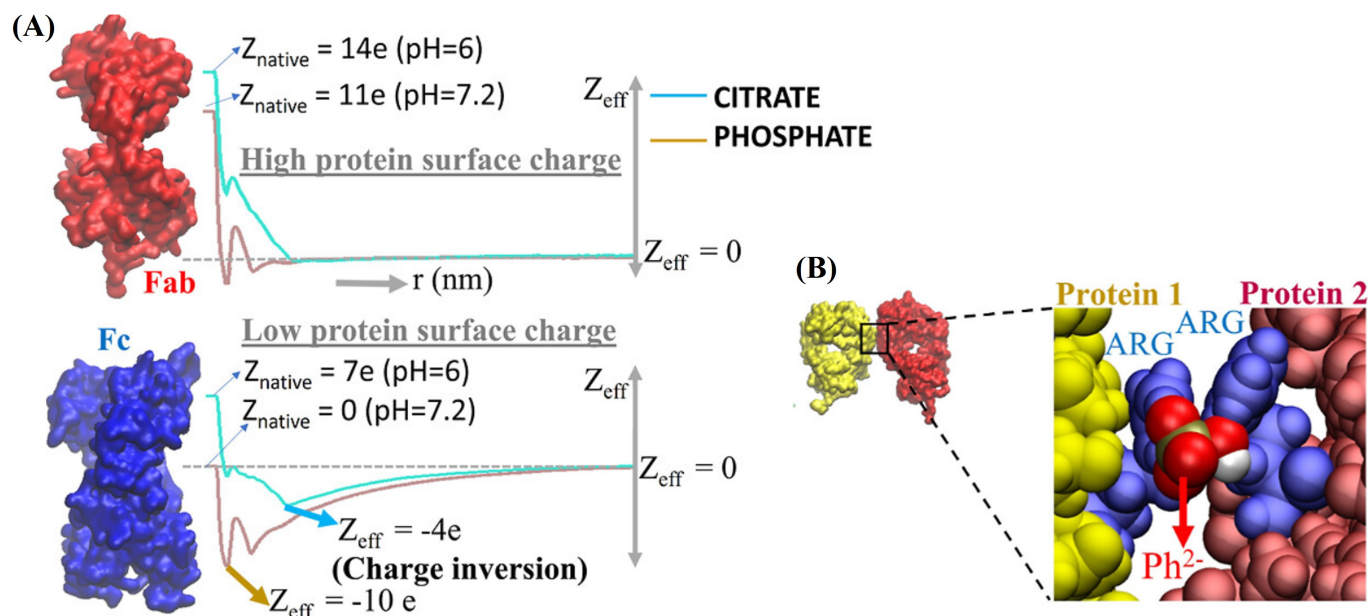 (A)
Z_native = 14e (pH=6)
Z_native = 11e (pH=7.2)
Z_eff
CITRATE
PHOSPHATE
High protein surface charge
Z_eff = 0
Fab
r (nm)
Fc
Low protein surface charge
Z_native = 7e (pH=6)
Z_native = 0 (pH=7.2)
Z_eff
Z_eff = 0
Z_eff = -4e
(Charge inversion)
Z_eff = -10 e
(B)
Protein 1
Protein 2
ARG
ARG
Ph²⁻